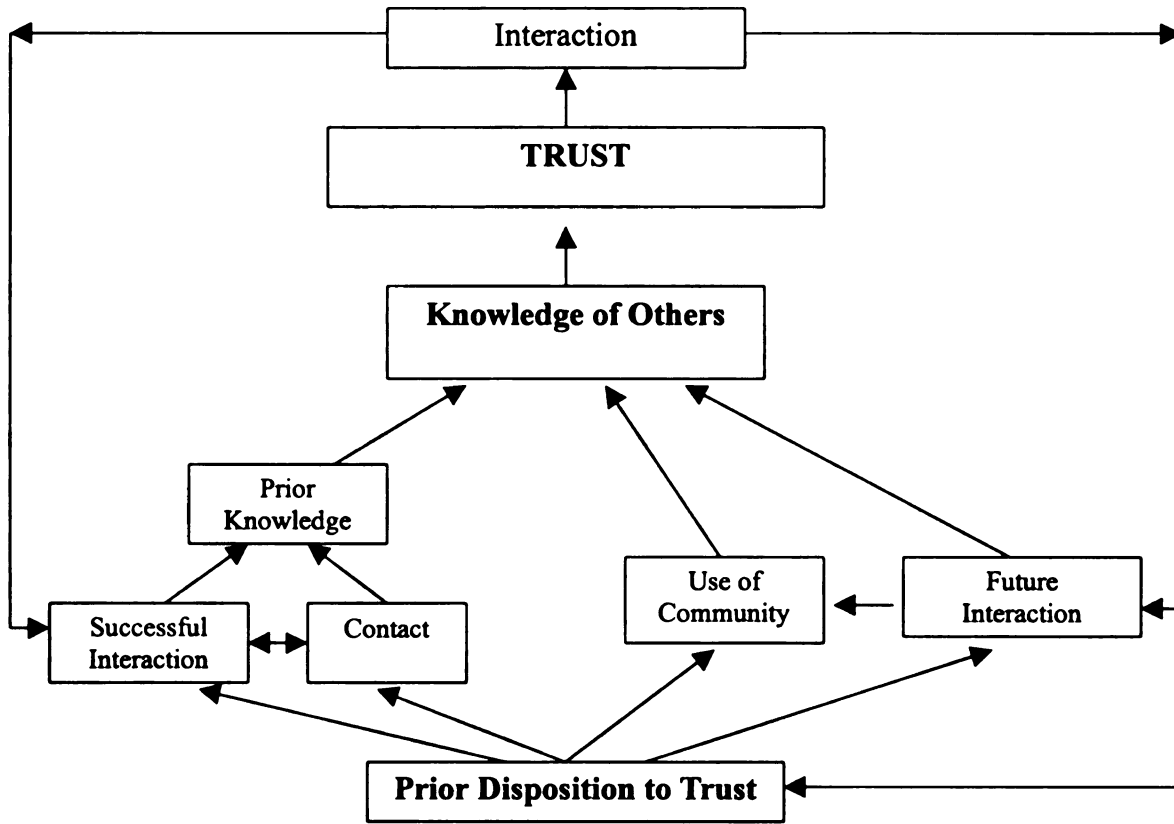 Interaction
TRUST
Knowledge of Others
Prior
Knowledge
Use of
Community
Future
Interaction
Successful
Interaction
Contact
Prior Disposition to Trust